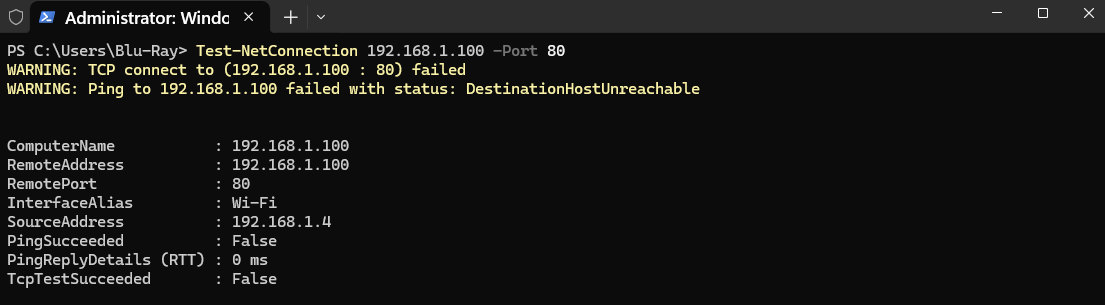 Administrator: Windo
PS C:\Users\Blu-Ray> Test-NetConnection 192.168.1.100 -Port 80
WARNING: TCP connect to (192.168.1.100 : 80) failed
WARNING: Ping to 192.168.1.100 failed with status: DestinationHostUnreachable
ComputerName : 192.168.1.100
RemoteAddress : 192.168.1.100
RemotePort : 80
InterfaceAlias : Wi-Fi
SourceAddress : 192.168.1.4
PingSucceeded : False
PingReplyDetails (RTT) : 0 ms
TcpTestSucceeded : False